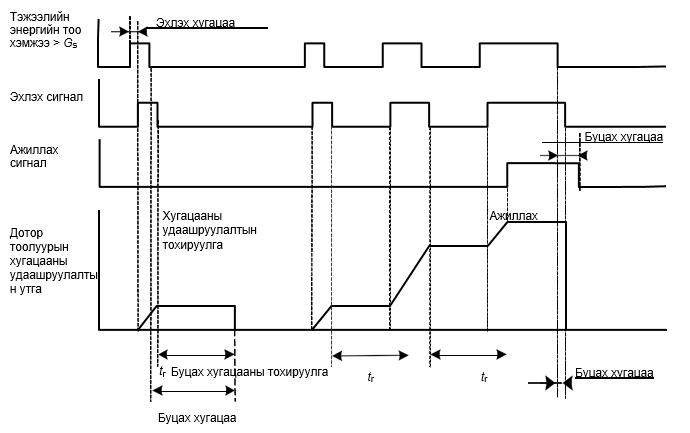 Тэжээлийн
энергийн тоо
хэмжээ > Gs
Эхлэх хугацаа
Эхлэх сигнал
Буцах хугацаа
Ажиллах
сигнал
Хугацааны
удаашруулалтын
тохируулга
Ажиллах
Дотор
тоолуурын
хугацааны
удаашруулалты
н утга
tr Буцах хугацааны тохируулга
tr
tr
Буцах хугацаа
Буцах хугацаа